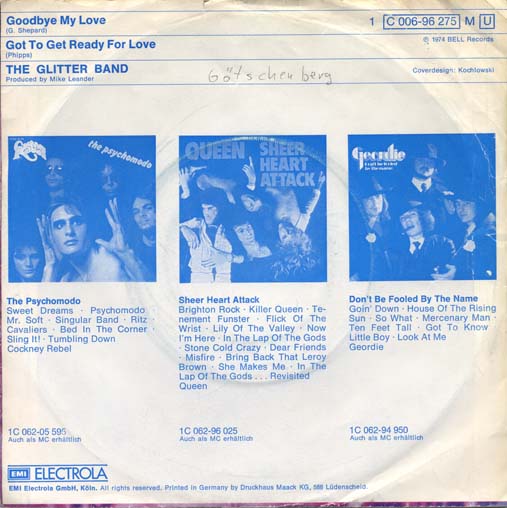 Goodbye My Love
(G. Shepard)
1 C 006-96 275 M U
Got To Get Ready For Love
(Phipps)
℗ 1974 BELL Records
THE GLITTER BAND
Produced by Mike Leander
Götschenberg
Coverdesign: Kochlowski
the psychomodo
QUEEN SHEER
HEART
ATTACK
Geordie
Don't be fooled
by the name
The Psychomodo
Sweet Dreams · Psychomodo
Mr. Soft · Singular Band · Ritz ·
Cavaliers · Bed In The Corner ·
Sling It! · Tumbling Down
Cockney Rebel
1C 062-05 595
Auch als MC erhältlich
Sheer Heart Attack
Brighton Rock · Killer Queen · Te-
nement Funster · Flick Of The
Wrist · Lily Of The Valley · Now
I'm Here · In The Lap Of The Gods
· Stone Cold Crazy · Dear Friends
· Misfire · Bring Back That Leroy
Brown · She Makes Me · In The
Lap Of The Gods . . . Revisited
Queen
1C 062-96 025
Auch als MC erhältlich
Don't Be Fooled By The Name
Goin' Down · House Of The Rising
Sun · So What · Mercenary Man ·
Ten Feet Tall · Got To Know ·
Little Boy · Look At Me
Geordie
1C 062-94 950
Auch als MC erhältlich
EMI ELECTROLA
EMI Electrola GmbH, Köln. All rights reserved. Printed in Germany by Druckhaus Maack KG, 588 Lüdenscheid.